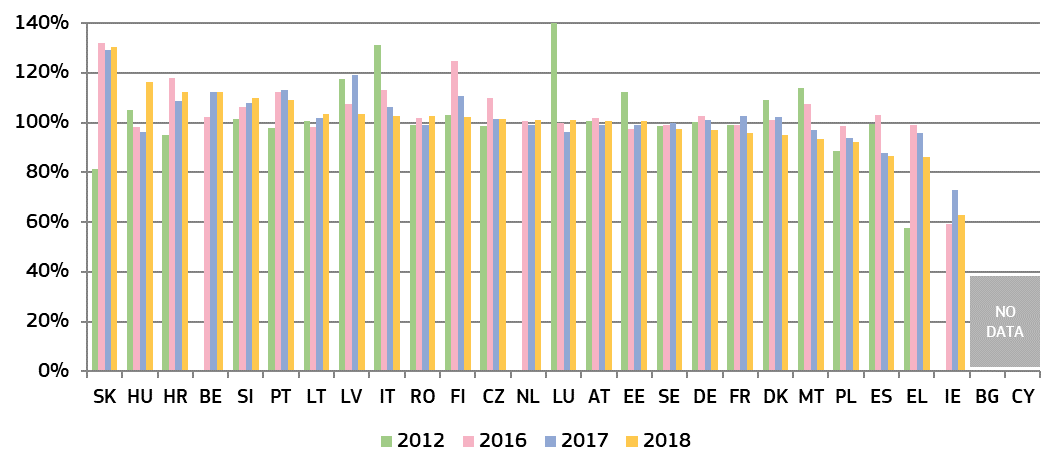 140%
120%
100%
80%
60%
40%
20%
0%
NO
DATA
SK HU HR BE SI PT LT LV IT RO FI CZ NL LU AT EE SE DE FR DK MT PL ES EL IE BG CY
2012 2016 2017 2018